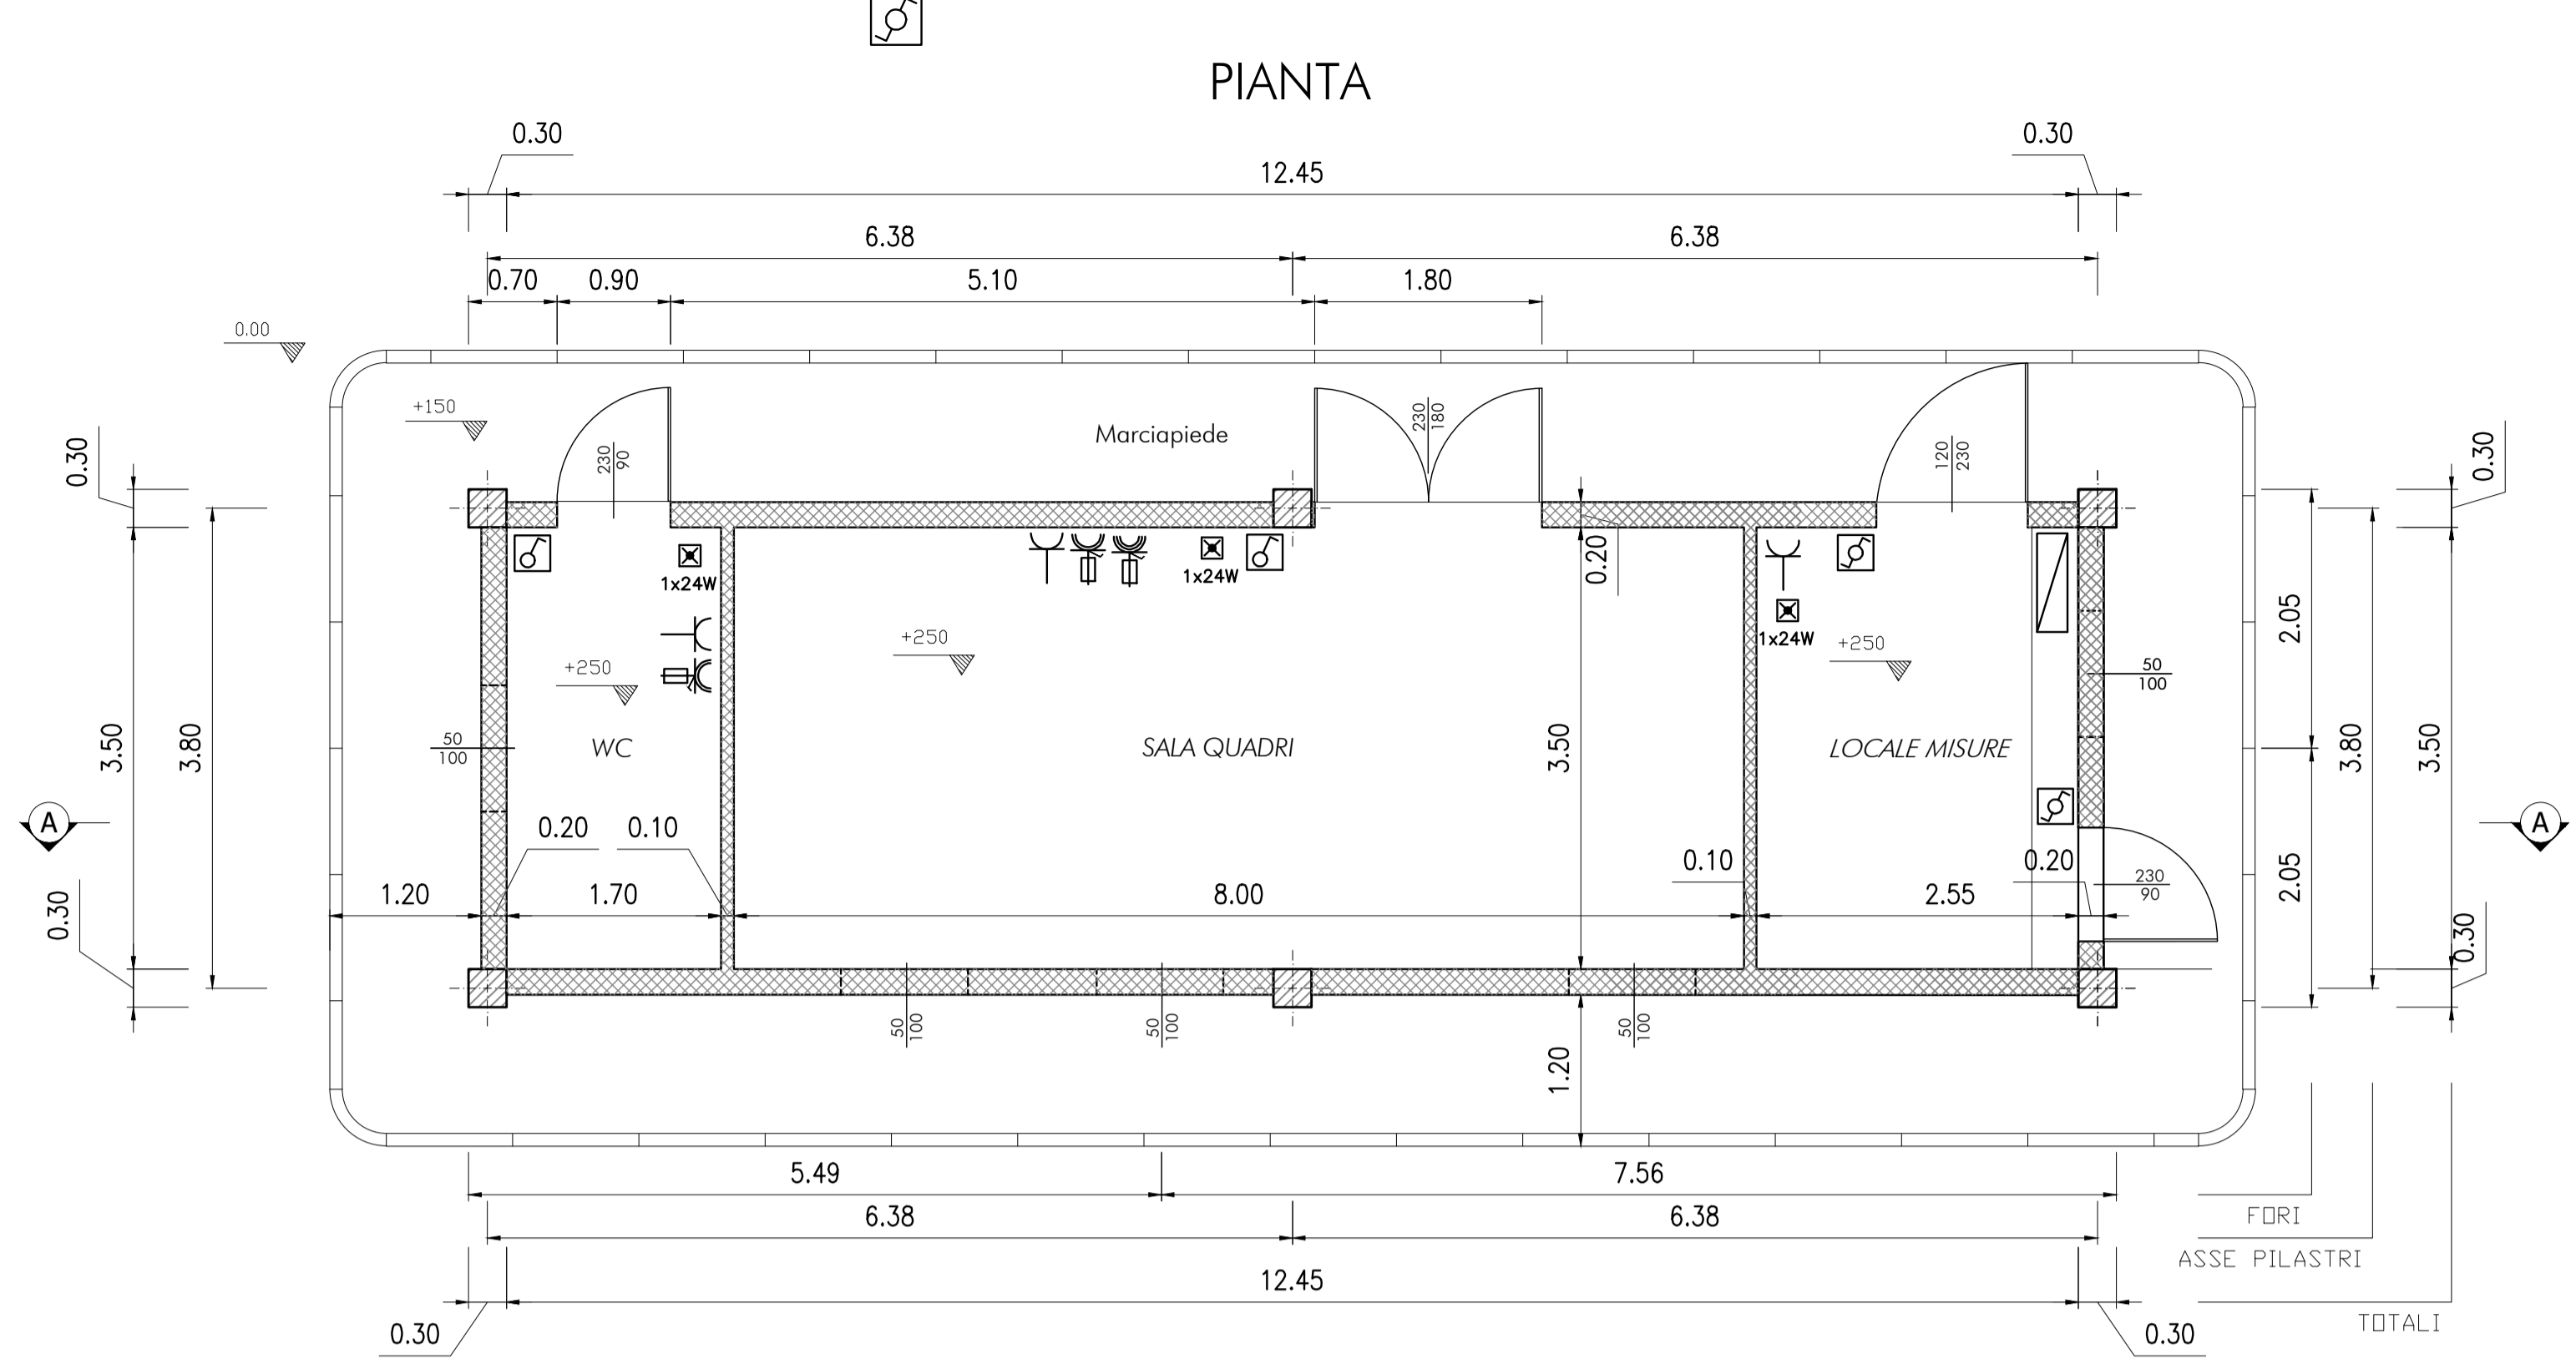 PIANTA
0.30 0.30
12.45
6.38 6.38
0.70 0.90 5.10 1.80
0.00
+150
Marciapiede
230
90
230
180
120
230
0.30 0.30
0.20
1x24W 1x24W
1x24W
+250 +250 +250
2.05
50
100
3.50 3.80 WC SALA QUADRI 3.50 LOCALE MISURE 3.80 3.50
50
100
A A
0.20 0.10
0.10 0.20
230
90
2.05
0.30 1.20 1.70 8.00 2.55 0.30
50
100
50
100
50
100
1.20
5.49 7.56
FORI
6.38 6.38
ASSE PILASTRI
12.45
TOTALI
0.30 0.30